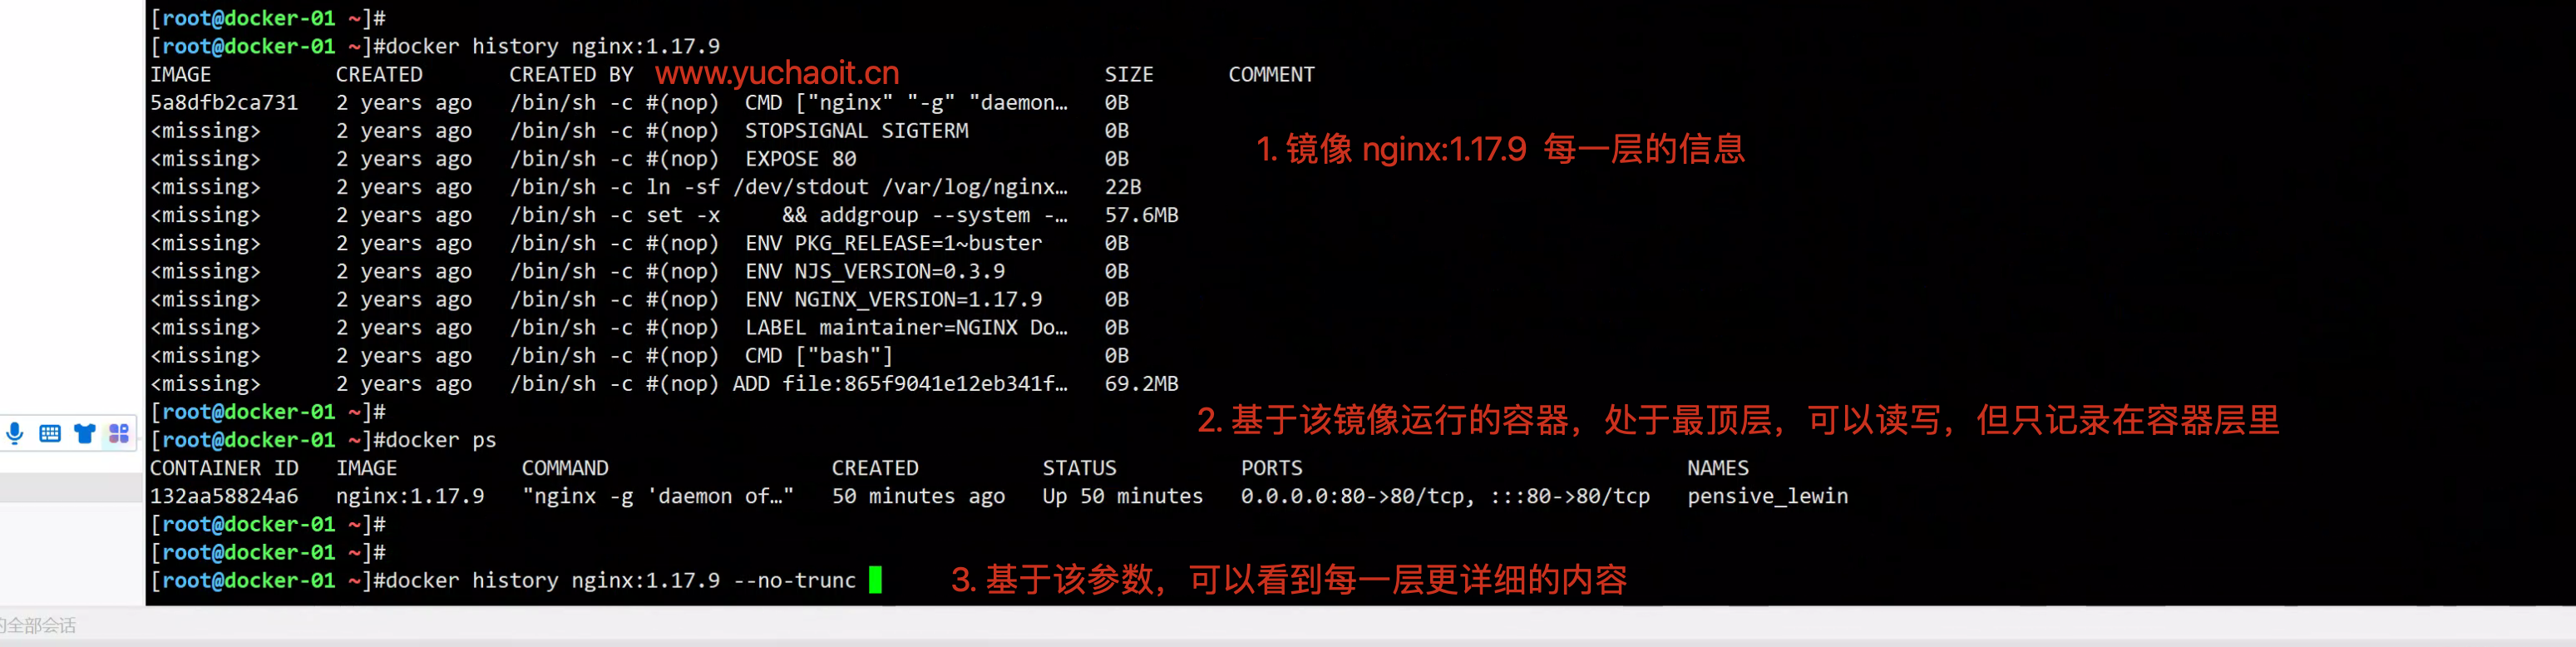 [root@docker-01 ~]#
[root@docker-01 ~]#docker history nginx:1.17.9
IMAGE CREATED CREATED BY www.yuchaoit.cn SIZE COMMENT
5a8dfb2ca731 2 years ago /bin/sh -c #(nop) CMD ["nginx" "-g" "daemon… 0B
<missing> 2 years ago /bin/sh -c #(nop) STOPSIGNAL SIGTERM 0B
1. 镜像 nginx:1.17.9 每一层的信息
<missing> 2 years ago /bin/sh -c #(nop) EXPOSE 80 0B
<missing> 2 years ago /bin/sh -c ln -sf /dev/stdout /var/log/nginx… 22B
<missing> 2 years ago /bin/sh -c set -x && addgroup --system -… 57.6MB
<missing> 2 years ago /bin/sh -c #(nop) ENV PKG_RELEASE=1~buster 0B
<missing> 2 years ago /bin/sh -c #(nop) ENV NJS_VERSION=0.3.9 0B
<missing> 2 years ago /bin/sh -c #(nop) ENV NGINX_VERSION=1.17.9 0B
<missing> 2 years ago /bin/sh -c #(nop) LABEL maintainer=NGINX Do… 0B
<missing> 2 years ago /bin/sh -c #(nop) CMD ["bash"] 0B
<missing> 2 years ago /bin/sh -c #(nop) ADD file:865f9041e12eb341f… 69.2MB
[root@docker-01 ~]#
2. 基于该镜像运行的容器，处于最顶层，可以读写，但只记录在容器层里
[root@docker-01 ~]#docker ps
CONTAINER ID IMAGE COMMAND CREATED STATUS PORTS NAMES
132aa58824a6 nginx:1.17.9 "nginx -g 'daemon of…" 50 minutes ago Up 50 minutes 0.0.0.0:80->80/tcp, :::80->80/tcp pensive_lewin
[root@docker-01 ~]#
[root@docker-01 ~]#
[root@docker-01 ~]#docker history nginx:1.17.9 --no-trunc
3. 基于该参数，可以看到每一层更详细的内容
的全部会话